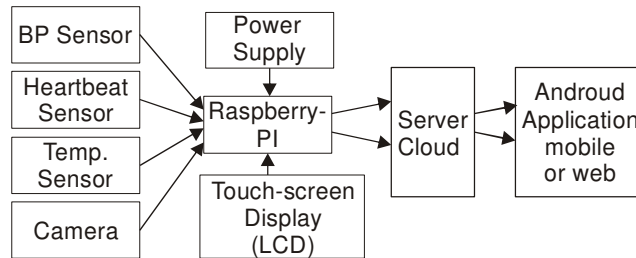 BP Sensor
Heartbeat
Sensor
Temp.
Sensor
Camera
Power
Supply
Raspberry-
PI
Touch-screen
Display
(LCD)
Server
Cloud
Androud
Application
mobile
or web